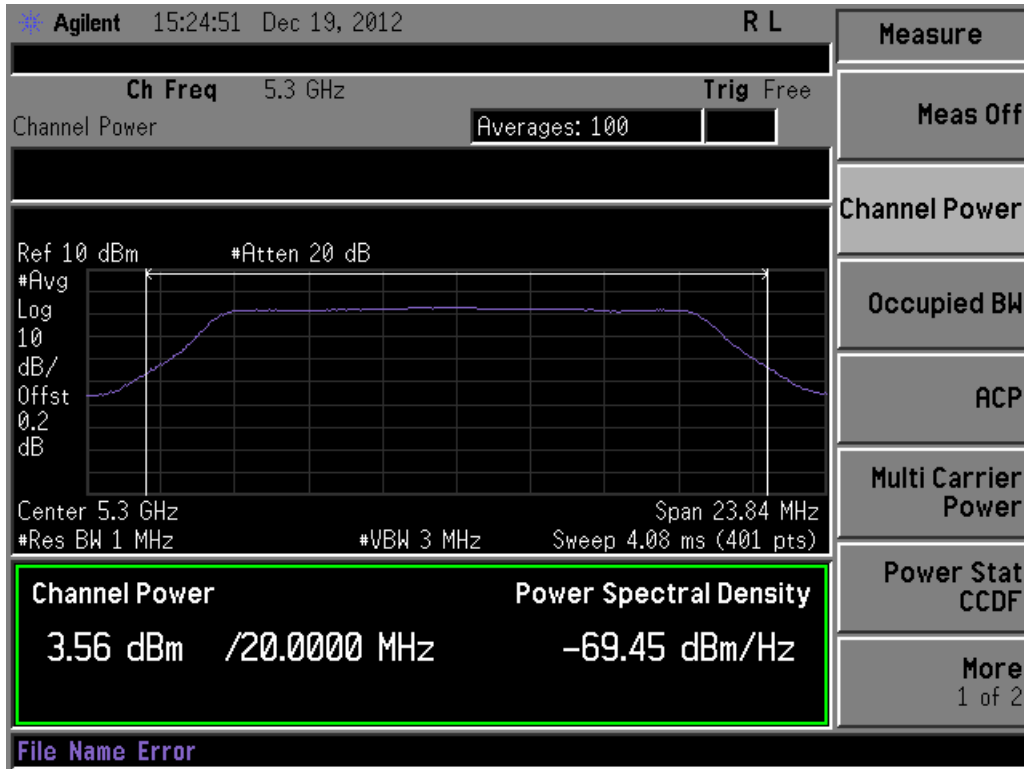 Agilent 15:24:51 Dec 19, 2012 R L
Ch Freq 5.3 GHz Trig Free
Channel Power Averages: 100
Ref 10 dBm #Atten 20 dB
#Avg
Log
10
dB/
Offst
0.2
dB
Center 5.3 GHz Span 23.84 MHz
#Res BW 1 MHz #VBW 3 MHz Sweep 4.08 ms (401 pts)
Channel Power Power Spectral Density
3.56 dBm /20.0000 MHz -69.45 dBm/Hz
File Name Error
Measure
Meas Off
Channel Power
Occupied BW
ACP
Multi Carrier
Power
Power Stat
CCDF
More
1 of 2